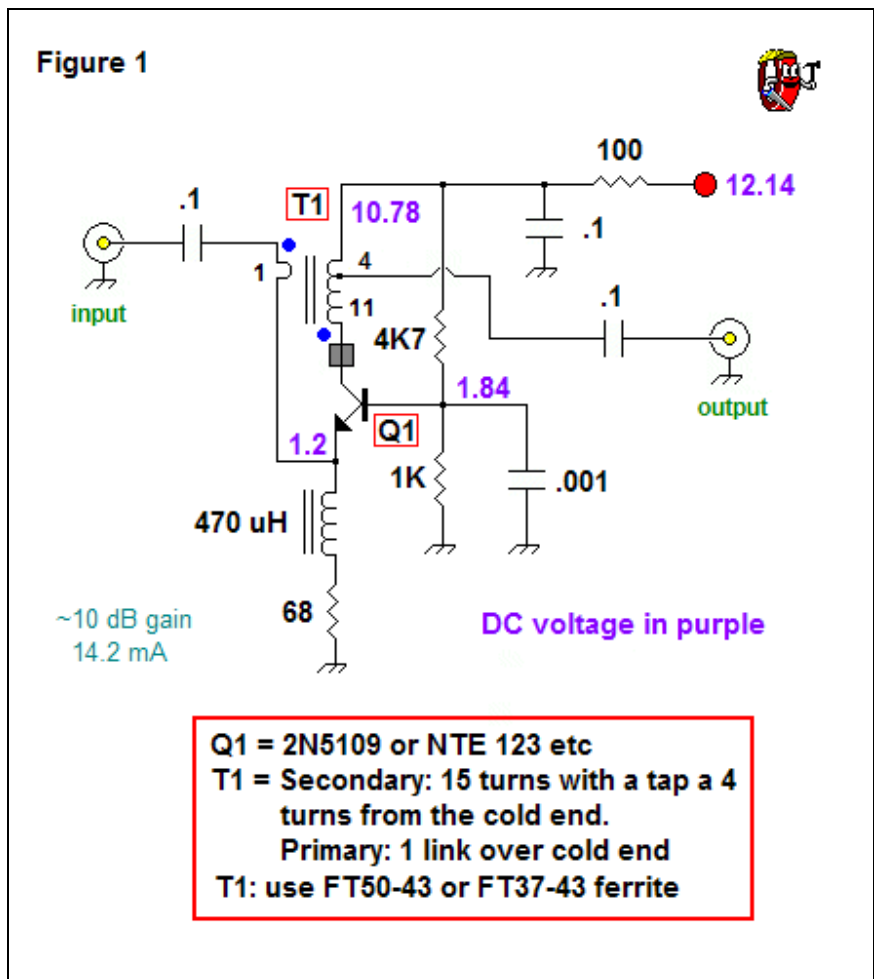 Figure 1
100
12.14
.1
T1
10.78
.1
1
4
11
.1
input
4K7
1.84
output
1.2
Q1
1K
.001
470 uH
68
~10 dB gain
14.2 mA
DC voltage in purple
Q1 = 2N5109 or NTE 123 etc
T1 = Secondary: 15 turns with a tap a 4
turns from the cold end.
Primary: 1 link over cold end
T1: use FT50-43 or FT37-43 ferrite